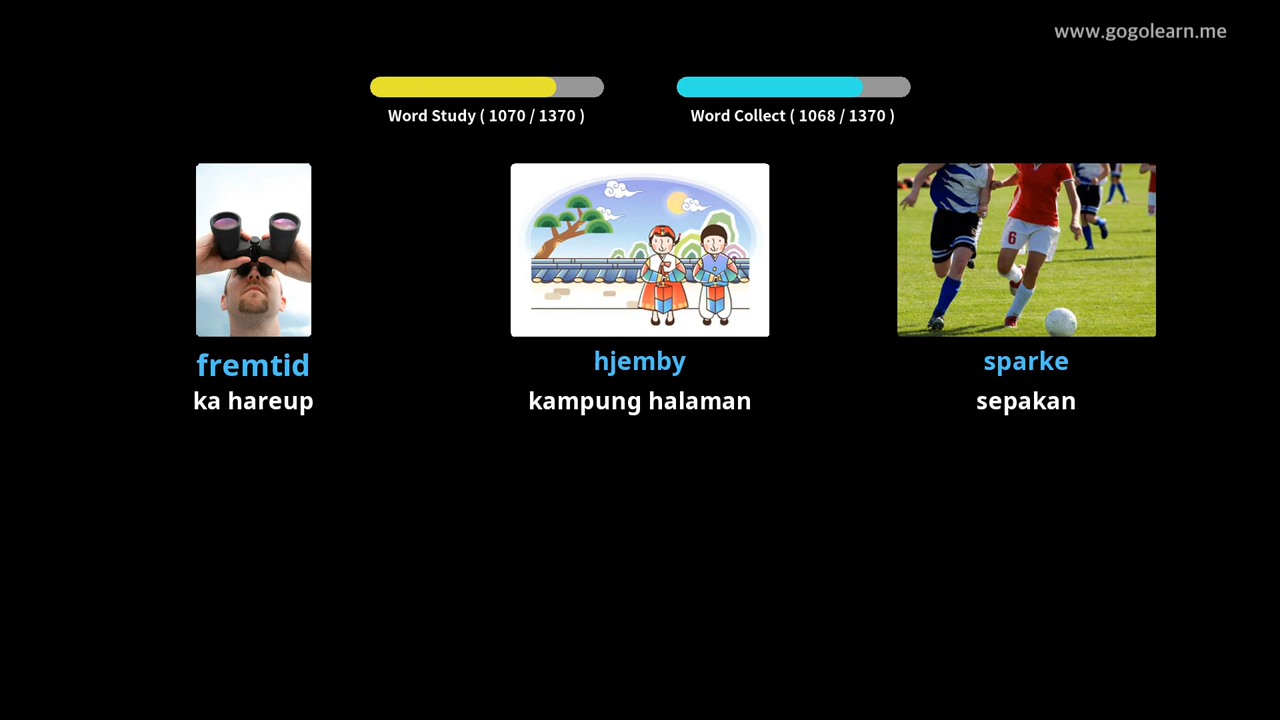 www.gogolearn.me
Word Study ( 1070 / 1370 )
Word Collect ( 1068 / 1370 )
6
fremtid
hjemby
sparke
ka hareup
kampung halaman
sepakan